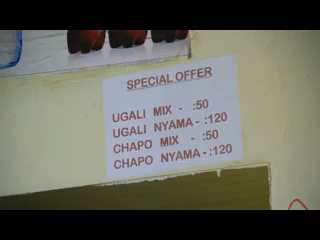 SPECIAL OFFER
UGALI MIX - :50
UGALI NYAMA - :120
CHAPO MIX - :50
CHAPO NYAMA - :120